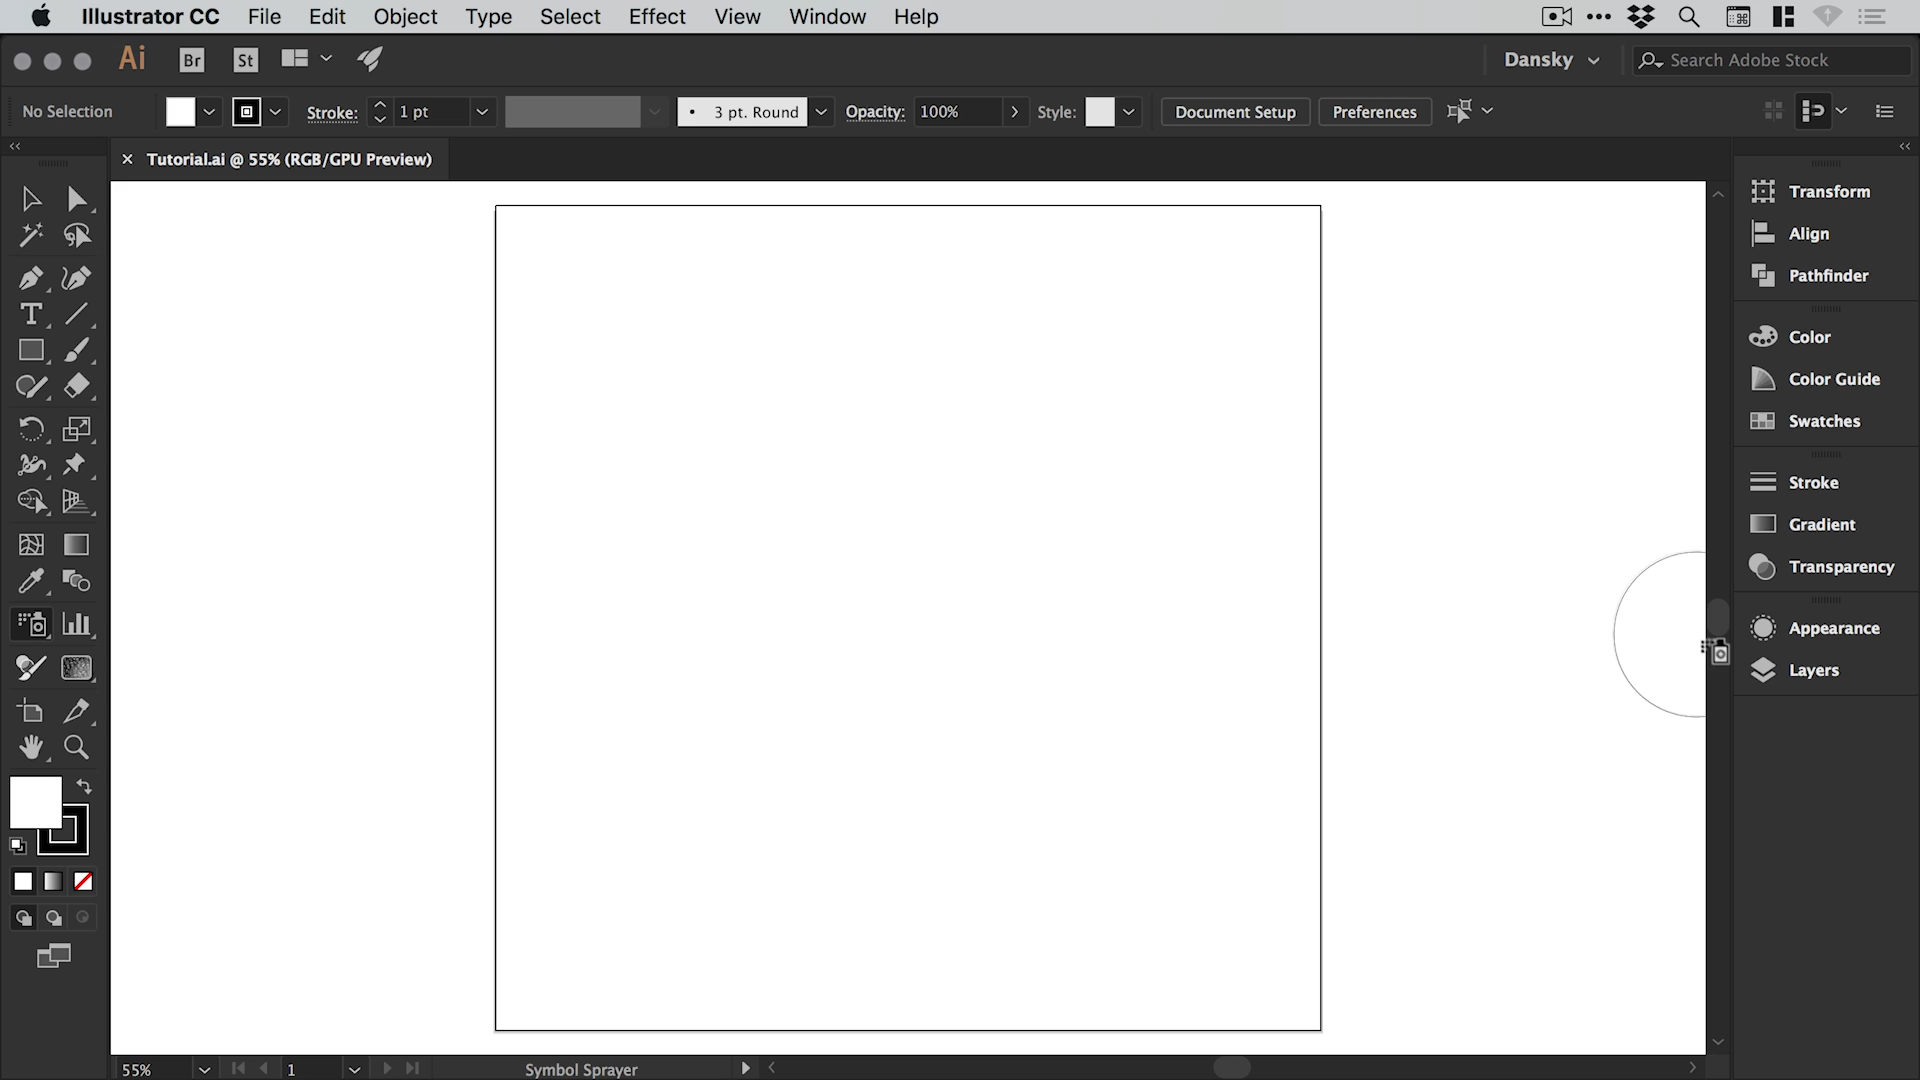 Illustrator CC File Edit Object Type Select Effect View Window Help
Ai Br St Dansky Search Adobe Stock
No Selection Stroke: 1 pt 3 pt. Round Opacity: 100% Style: Document Setup Preferences
Tutorial.ai @ 55% (RGB/GPU Preview)
Transform
Align
Pathfinder
Color
Color Guide
Swatches
Stroke
Gradient
Transparency
Appearance
Layers
55% 1 Symbol Sprayer